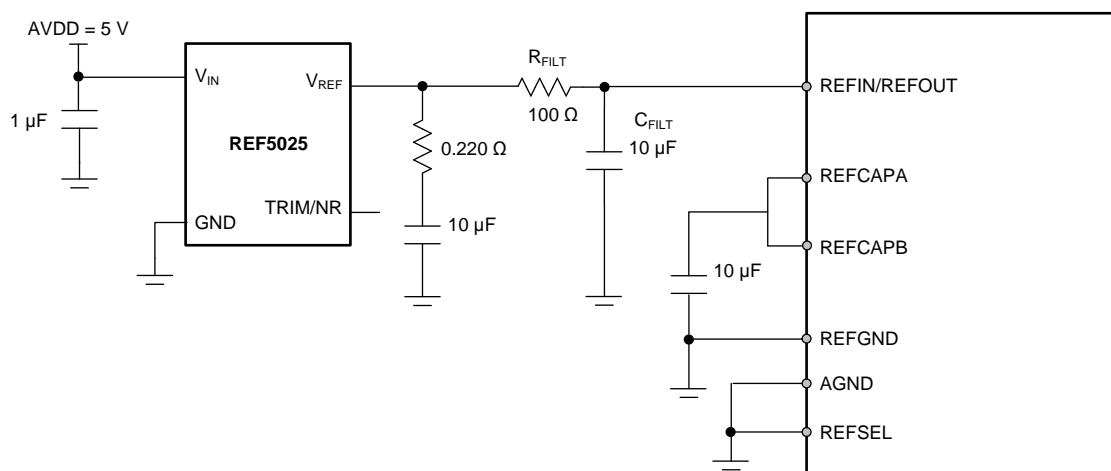 AVDD = 5 V
1 µF
VIN
VREF
REF5025
GND
TRIM/NR
0.220 Ω
10 µF
RFILT
100 Ω
CFILT
10 µF
10 µF
REFIN/REFOUT
REFCAPA
REFCAPB
REFGND
AGND
REFSEL